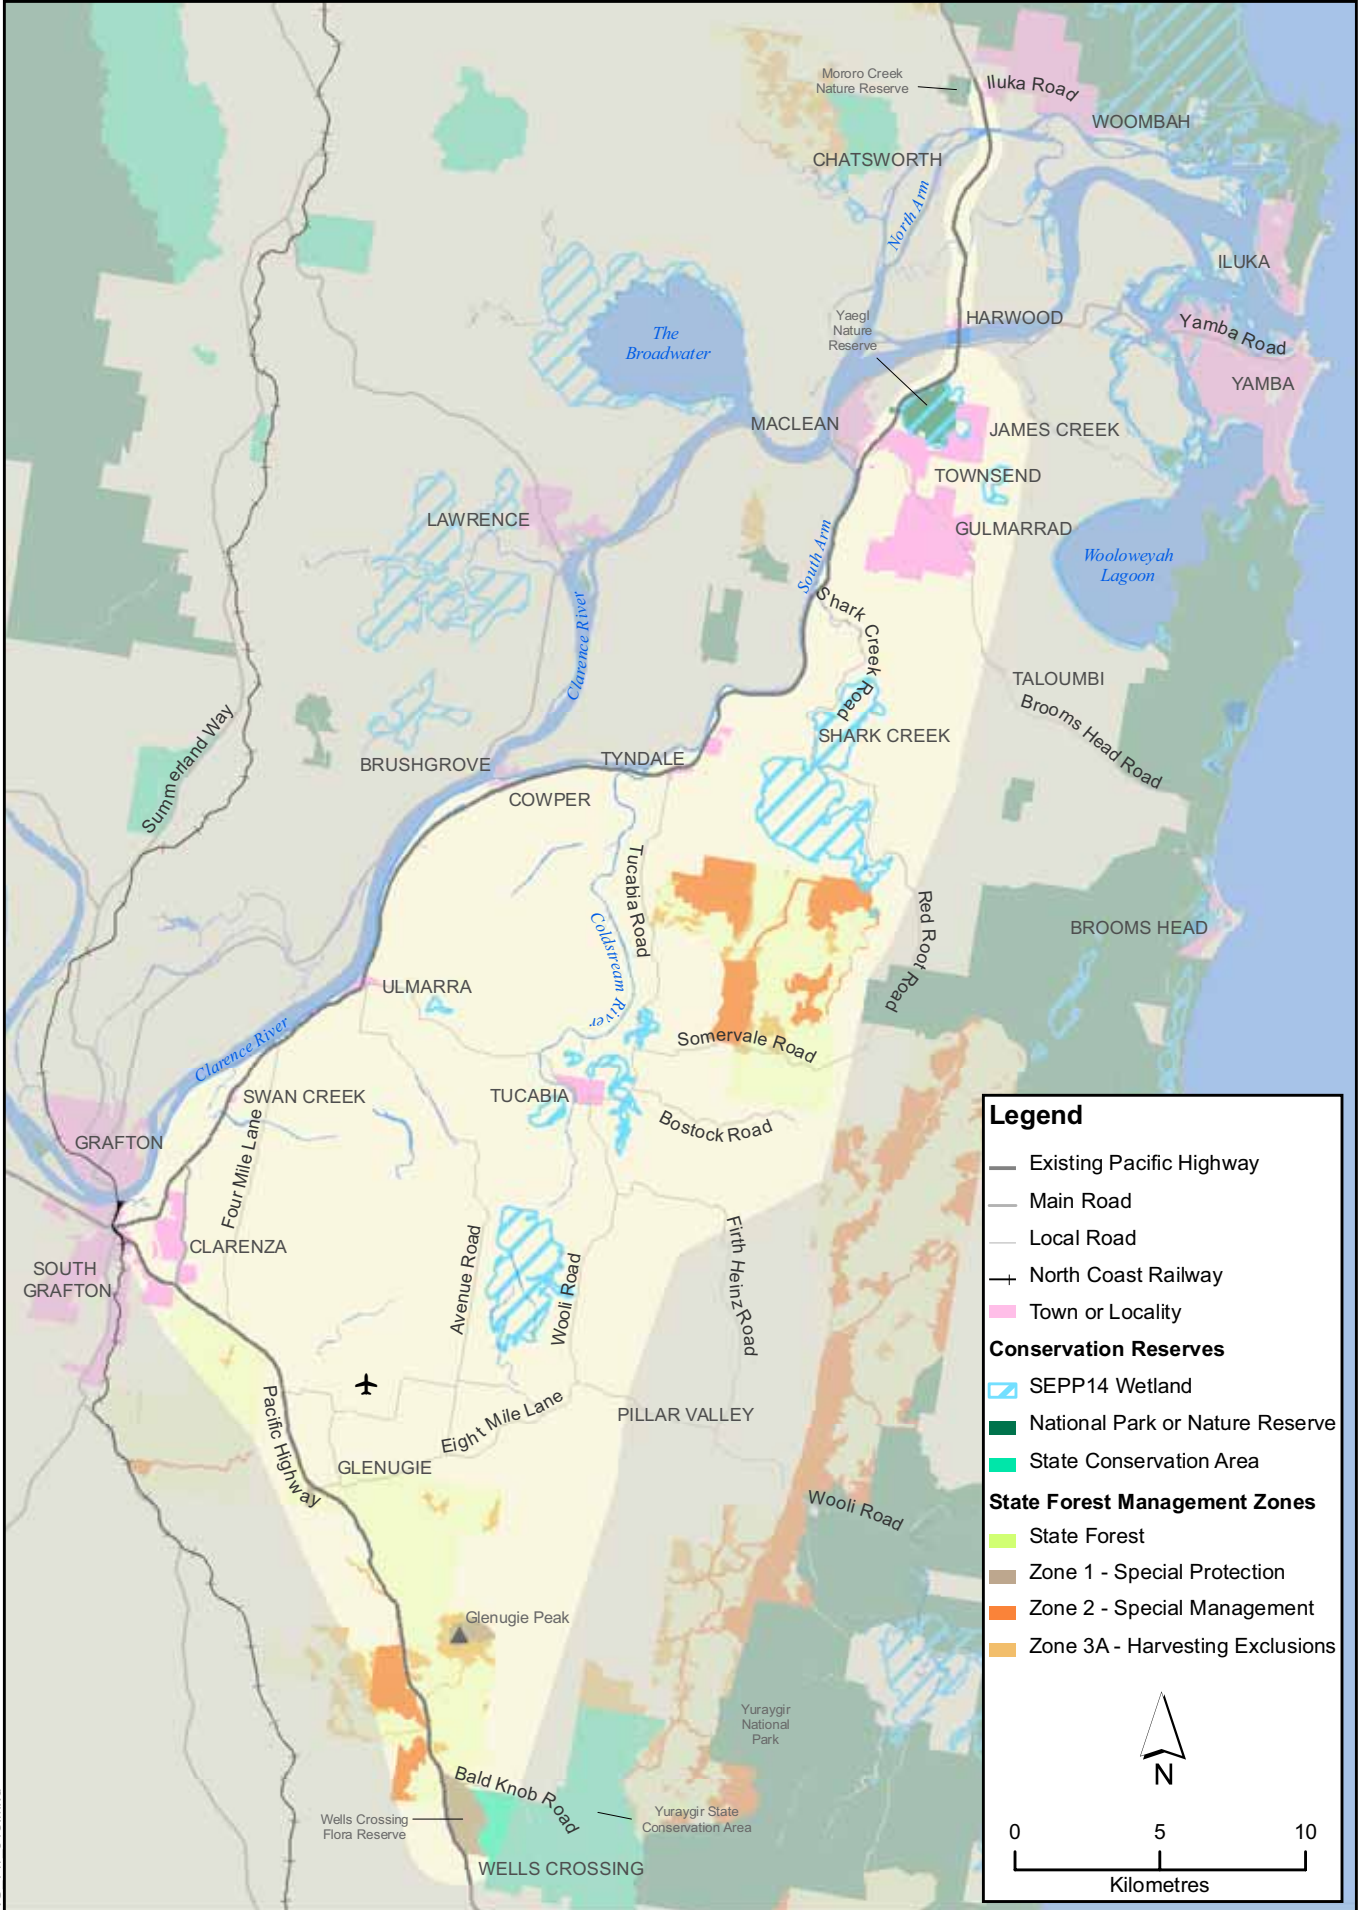 Mororo Creek
Nature Reserve
Iluka Road
WOOMBAH
CHATSWORTH
North Arm
ILUKA
Yaegl
Nature
Reserve
HARWOOD
The
Broadwater
Yamba Road
YAMBA
MACLEAN
JAMES CREEK
TOWNSEND
LAWRENCE
GULMARRAD
South Arm
Wooloweyah
Lagoon
Clarence River
Shark Creek Road
TALOUMBI
Brooms Head Road
Summerland Way
SHARK CREEK
BRUSHGROVE
TYNDALE
COWPER
Tucabia Road
Coldstream River
Red Root Road
BROOMS HEAD
ULMARRA
Clarence River
Somervale Road
SWAN CREEK
TUCABIA
Bostock Road
GRAFTON
Four Mile Lane
CLARENZA
SOUTH
GRAFTON
Avenue Road
Wooli Road
Firth Heinz Road
Pacific Highway
Eight Mile Lane
PILLAR VALLEY
GLENUGIE
Wooli Road
Glenugie Peak
Yuraygir
National
Park
Bald Knob Road
Wells Crossing
Flora Reserve
Yuraygir State
Conservation Area
WELLS CROSSING
Legend
Existing Pacific Highway
Main Road
Local Road
North Coast Railway
Town or Locality
Conservation Reserves
SEPP14 Wetland
National Park or Nature Reserve
State Conservation Area
State Forest Management Zones
State Forest
Zone 1 - Special Protection
Zone 2 - Special Management
Zone 3A - Harvesting Exclusions
N
0 5 10
Kilometres